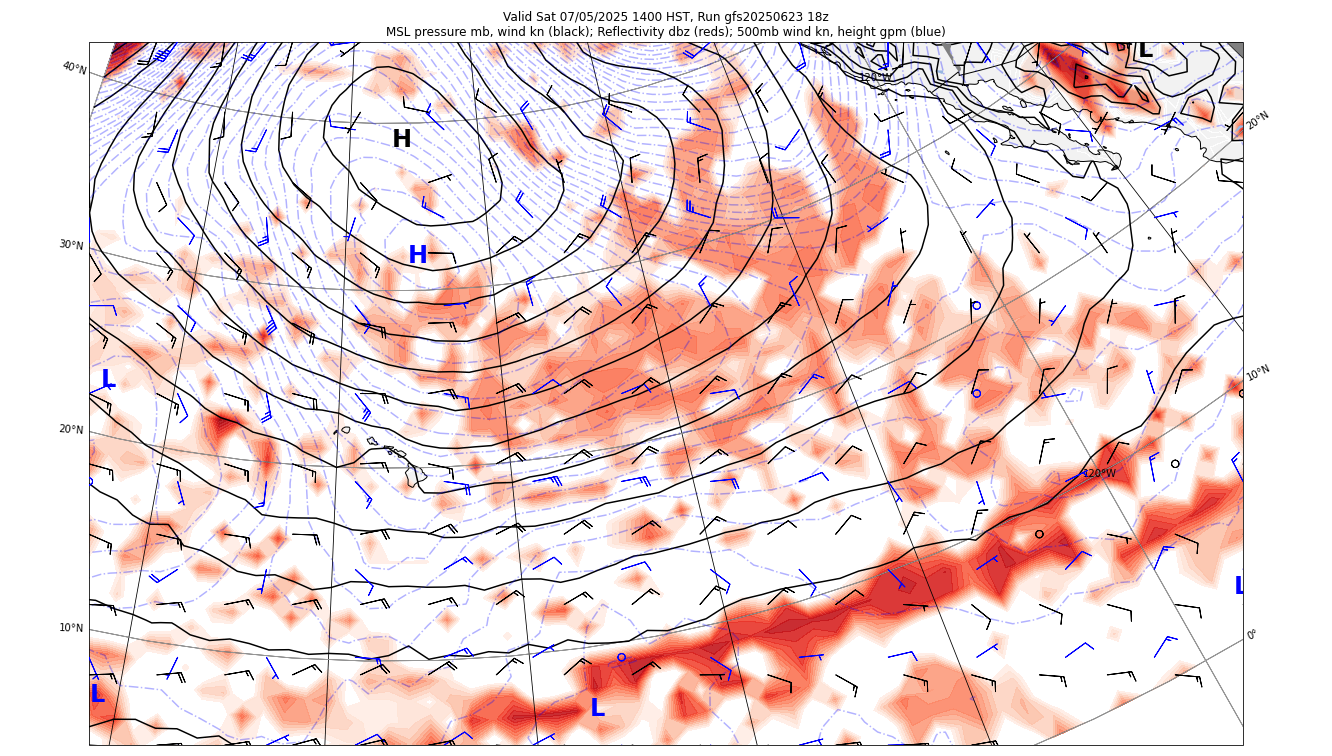 Valid Sat 07/05/2025 1400 HST, Run gfs20250623 18z
MSL pressure mb, wind kn (black); Reflectivity dbz (reds); 500mb wind kn, height gpm (blue)
L
40°N
120°W
20°N
H
30°N
H
L
10°N
20°N
120°W
L
10°N
0°
L
L